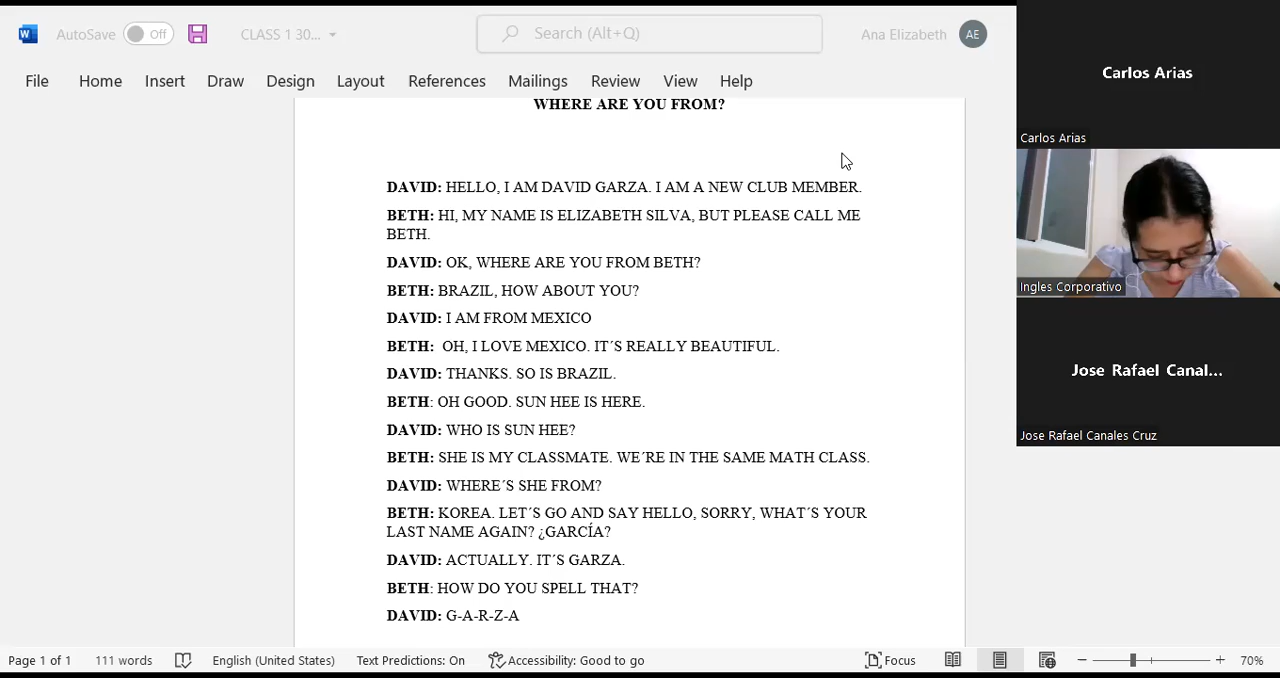 AutoSave Off CLASS 1 30... Search (Alt+Q) Ana Elizabeth AE
File Home Insert Draw Design Layout References Mailings Review View Help
WHERE ARE YOU FROM?
DAVID: HELLO, I AM DAVID GARZA. I AM A NEW CLUB MEMBER.
BETH: HI, MY NAME IS ELIZABETH SILVA, BUT PLEASE CALL ME
BETH.
DAVID: OK, WHERE ARE YOU FROM BETH?
BETH: BRAZIL, HOW ABOUT YOU?
DAVID: I AM FROM MEXICO
BETH: OH, I LOVE MEXICO. IT´S REALLY BEAUTIFUL.
DAVID: THANKS. SO IS BRAZIL.
BETH: OH GOOD. SUN HEE IS HERE.
DAVID: WHO IS SUN HEE?
BETH: SHE IS MY CLASSMATE. WE´RE IN THE SAME MATH CLASS.
DAVID: WHERE´S SHE FROM?
BETH: KOREA. LET´S GO AND SAY HELLO, SORRY, WHAT´S YOUR
LAST NAME AGAIN? ¿GARCÍA?
DAVID: ACTUALLY. IT´S GARZA.
BETH: HOW DO YOU SPELL THAT?
DAVID: G-A-R-Z-A
Page 1 of 1 111 words English (United States) Text Predictions: On Accessibility: Good to go Focus 70%
Carlos Arias
Carlos Arias
Ingles Corporativo
Jose Rafael Canal...
Jose Rafael Canales Cruz